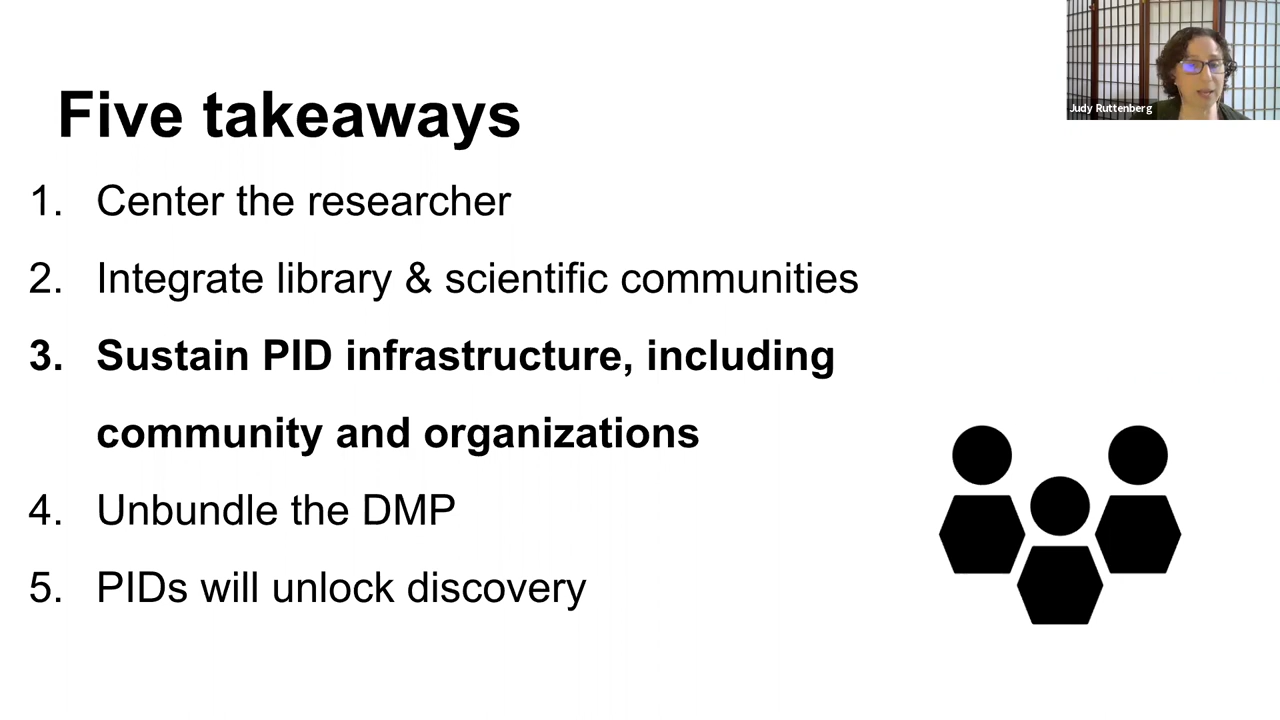 Five takeaways
1. Center the researcher
2. Integrate library & scientific communities
3. Sustain PID infrastructure, including
community and organizations
4. Unbundle the DMP
5. PIDs will unlock discovery
Judy Ruttenberg